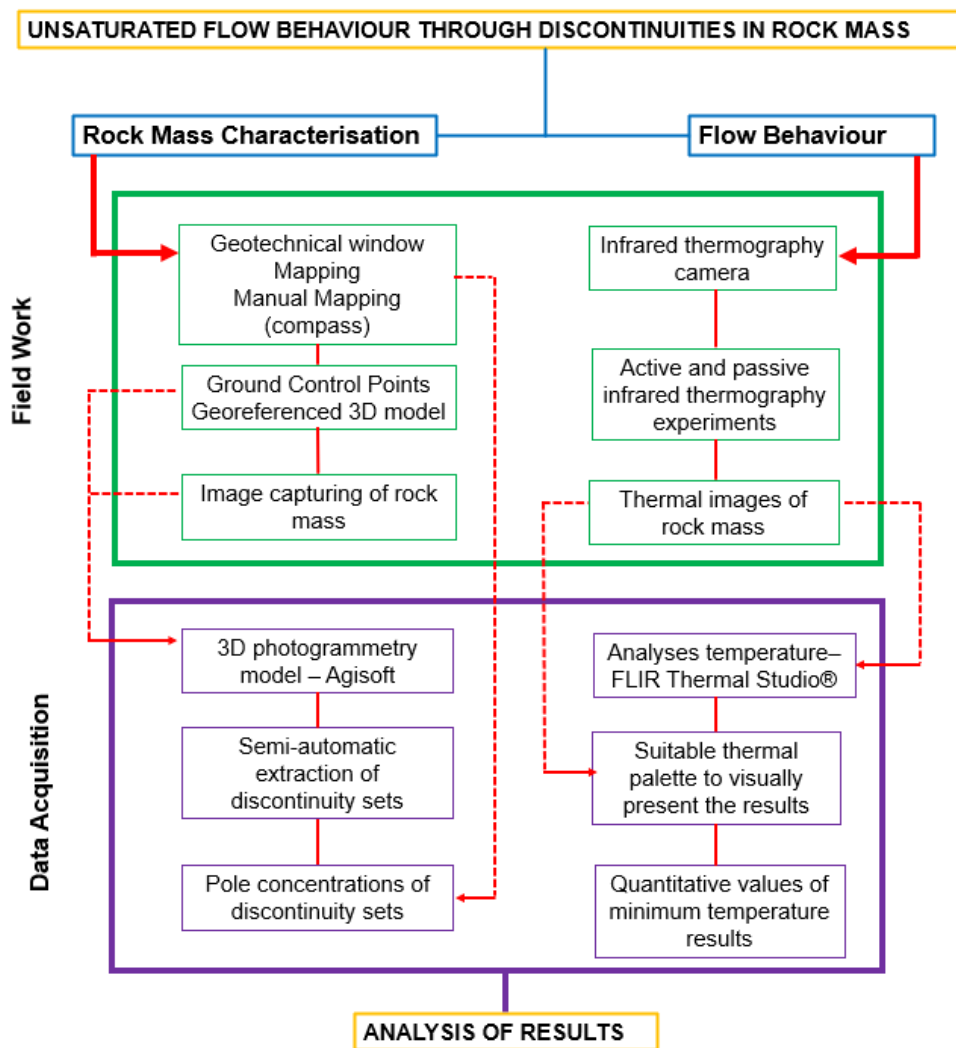 UNSATURATED FLOW BEHAVIOUR THROUGH DISCONTINUITIES IN ROCK MASS
Rock Mass Characterisation
Flow Behaviour
Field Work
Geotechnical window
Mapping
Manual Mapping
(compass)
Ground Control Points
Georeferenced 3D model
Image capturing of rock
mass
Infrared thermography
camera
Active and passive
infrared thermography
experiments
Thermal images of
rock mass
Data Acquisition
3D photogrammetry
model – Agisoft
Semi-automatic
extraction of
discontinuity sets
Pole concentrations of
discontinuity sets
Analyses temperature–
FLIR Thermal Studio®
Suitable thermal
palette to visually
present the results
Quantitative values of
minimum temperature
results
ANALYSIS OF RESULTS